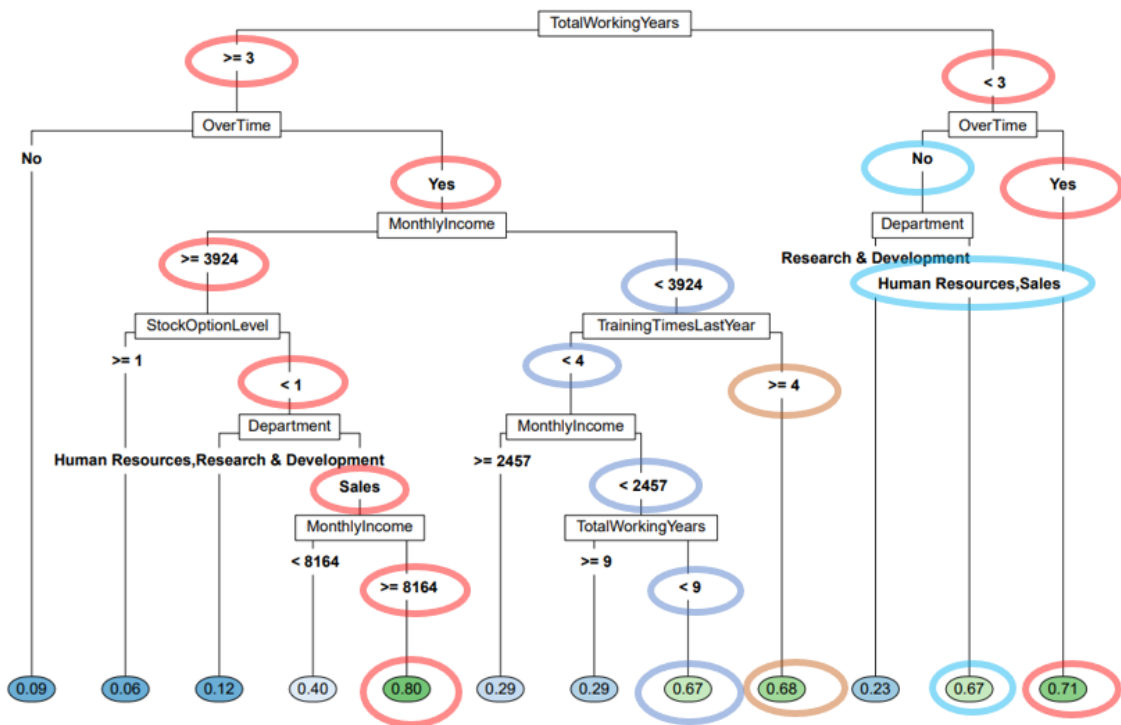 TotalWorkingYears
>= 3
< 3
OverTime
OverTime
No
No
Yes
Yes
MonthlyIncome
Department
>= 3924
Research & Development
< 3924
Human Resources,Sales
StockOptionLevel
TrainingTimesLastYear
>= 1
< 4
< 1
>= 4
Department
MonthlyIncome
Human Resources,Research & Development
>= 2457
Sales
< 2457
MonthlyIncome
TotalWorkingYears
< 8164
>= 9
>= 8164
< 9
0.09
0.06
0.12
0.40
0.80
0.29
0.29
0.67
0.68
0.23
0.67
0.71